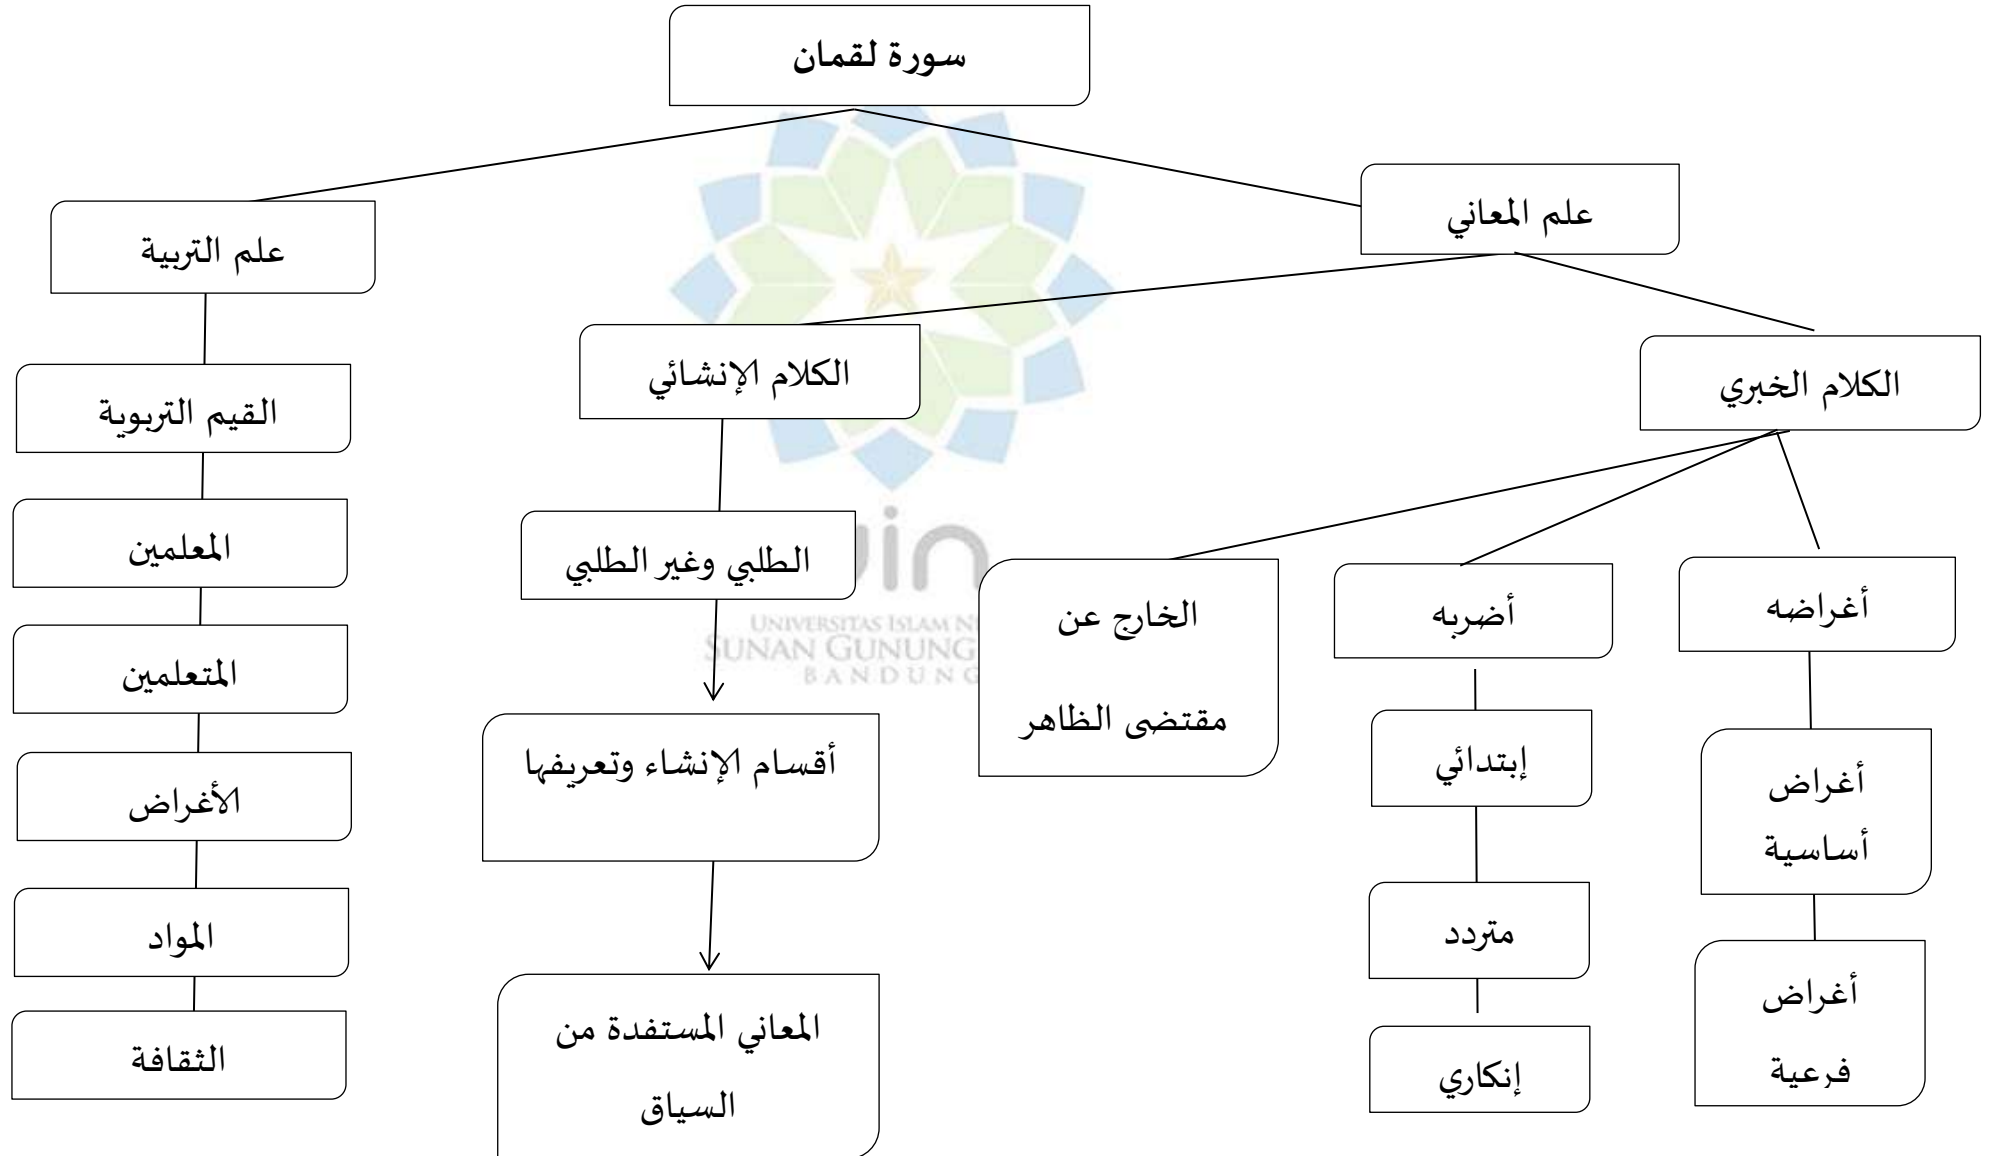 سورة لقمان
علم المعاني
علم التربية
الكلام الخبري
الكلام الإنشائي
القيم التربوية
أغراضه
أضربه
الخارج عن
مقتضى الظاهر
الطلبي وغير الطلبي
المعلمين
المتعلمين
أغراض
أساسية
إبتدائي
أقسام الإنشاء وتعريفها
الأغراض
أغراض
فرعية
متردد
المواد
إنكاري
المعاني المستفدة من
السياق
الثقافة
UNIVERSITAS ISLAM
SUNAN GUNUNG
BANDUNG